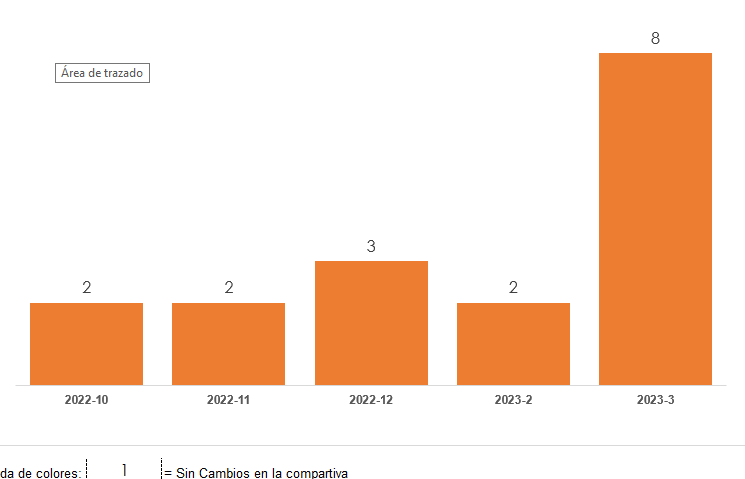 8
Área de trazado
3
2 2 2
2022-10 2022-11 2022-12 2023-2 2023-3
da de colores: 1 = Sin Cambios en la compartiva